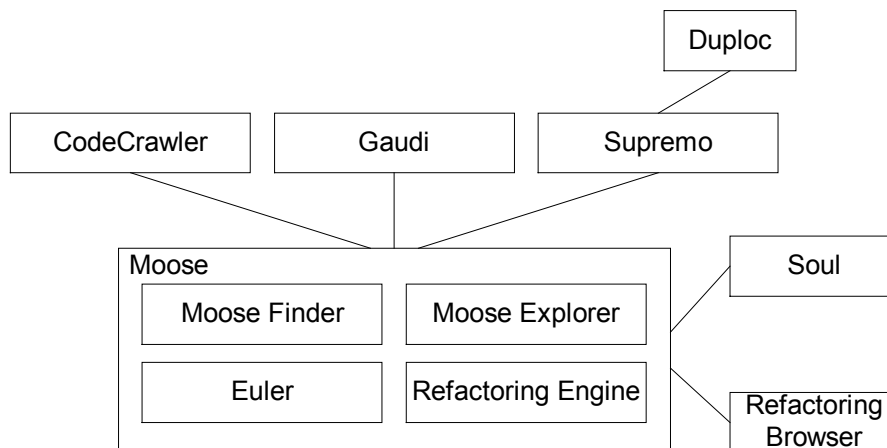 Duploc
CodeCrawler
Gaudi
Supremo
Moose
Soul
Moose Finder
Moose Explorer
Euler
Refactoring Engine
Refactoring
Browser